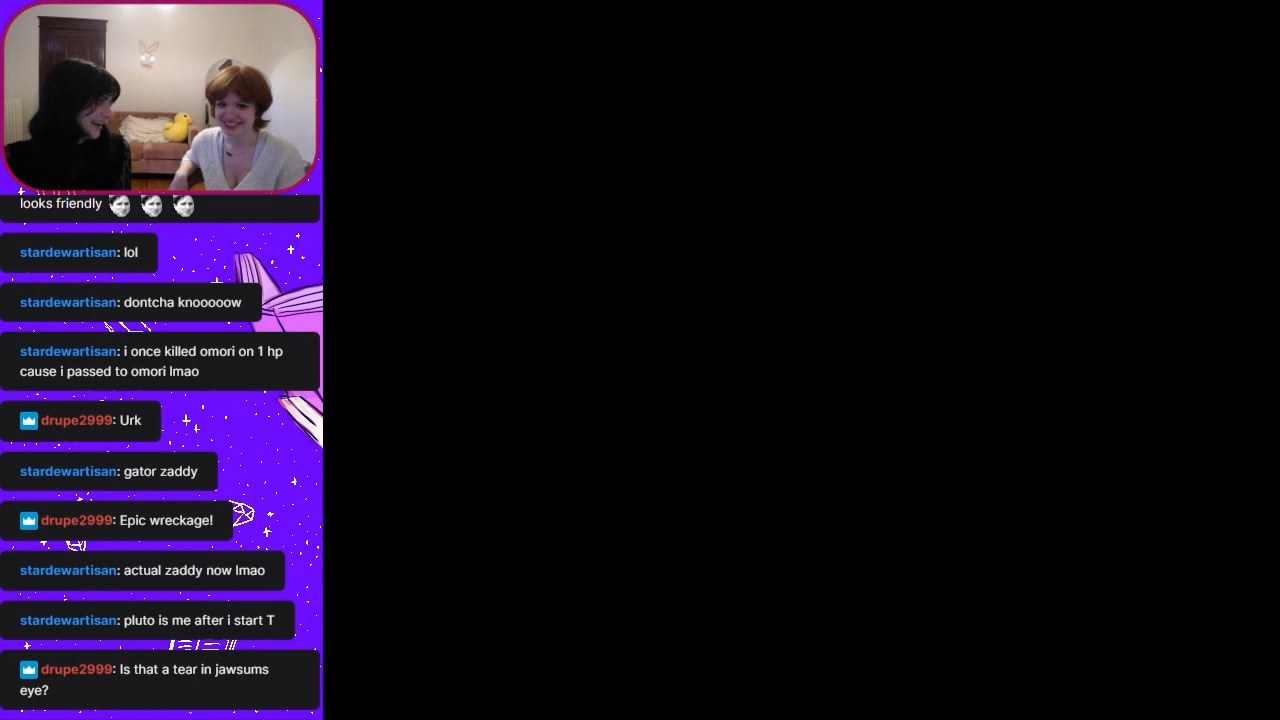 looks friendly
stardewartisan: lol
stardewartisan: dontcha knooooow
stardewartisan: i once killed omori on 1 hp
cause i passed to omori lmao
drupe2999: Urk
stardewartisan: gator zaddy
drupe2999: Epic wreckage!
stardewartisan: actual zaddy now lmao
stardewartisan: pluto is me after i start T
drupe2999: Is that a tear in jawsums
eye?